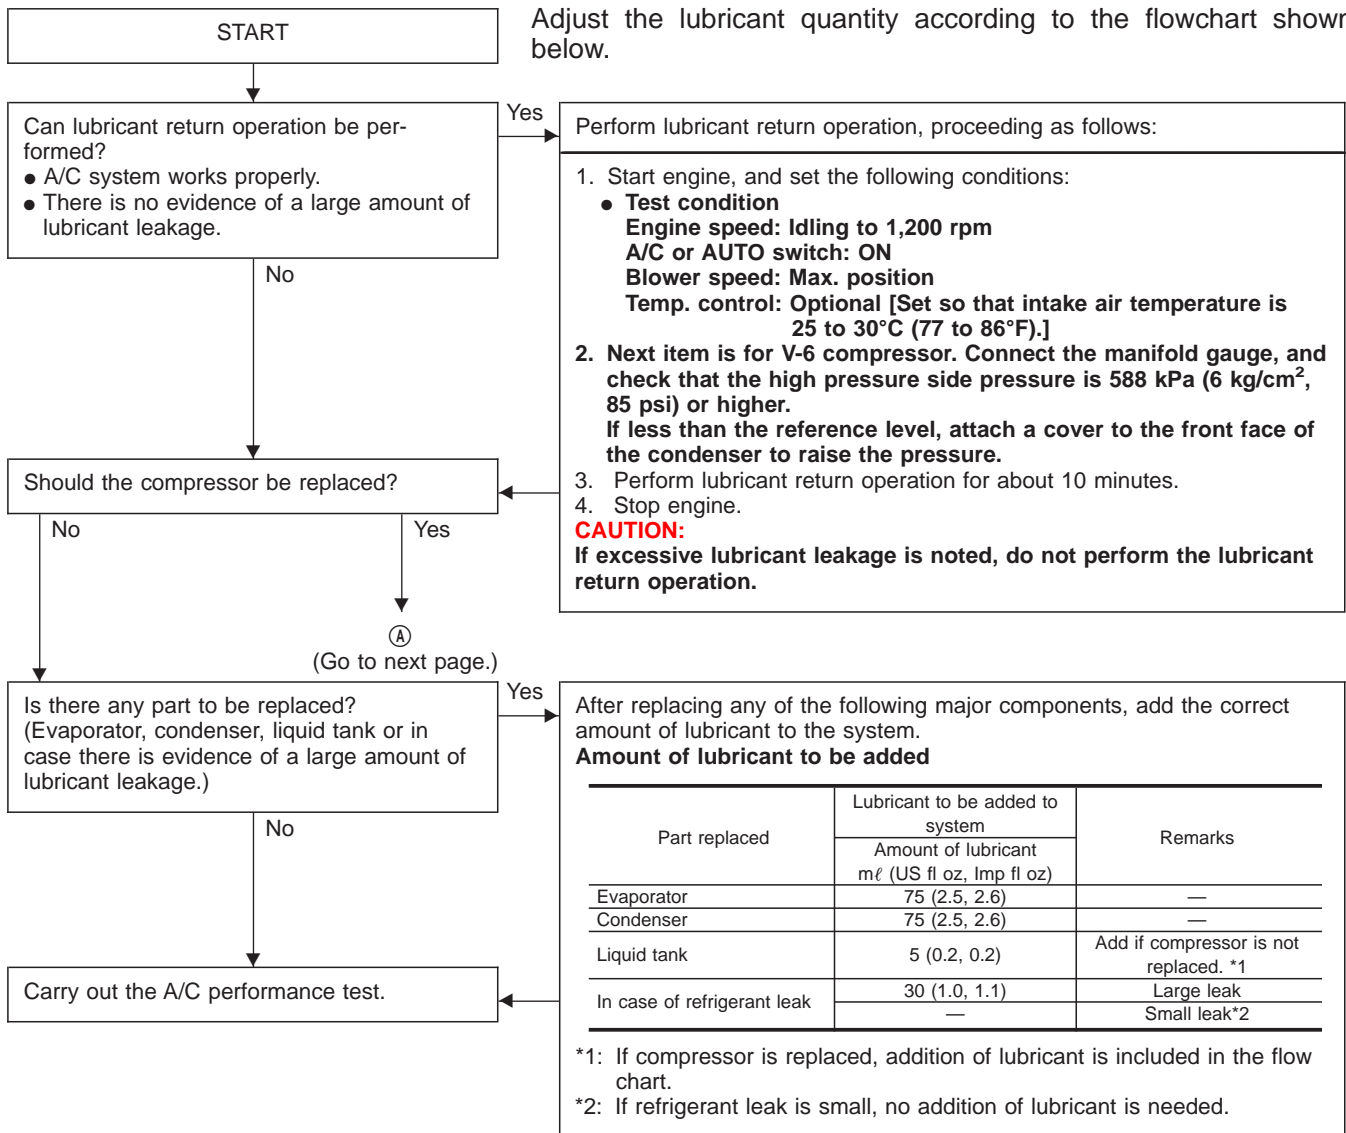 START
Adjust the lubricant quantity according to the flowchart shown
below.
Can lubricant return operation be per-
formed?
● A/C system works properly.
● There is no evidence of a large amount of
lubricant leakage.
Yes
No
Perform lubricant return operation, proceeding as follows:
1. Start engine, and set the following conditions:
● Test condition
Engine speed: Idling to 1,200 rpm
A/C or AUTO switch: ON
Blower speed: Max. position
Temp. control: Optional [Set so that intake air temperature is
25 to 30°C (77 to 86°F).]
2. Next item is for V-6 compressor. Connect the manifold gauge, and
check that the high pressure side pressure is 588 kPa (6 kg/cm²,
85 psi) or higher.
If less than the reference level, attach a cover to the front face of
the condenser to raise the pressure.
3. Perform lubricant return operation for about 10 minutes.
4. Stop engine.
CAUTION:
If excessive lubricant leakage is noted, do not perform the lubricant
return operation.
Should the compressor be replaced?
No
Yes
Ⓐ
(Go to next page.)
Is there any part to be replaced?
(Evaporator, condenser, liquid tank or in
case there is evidence of a large amount of
lubricant leakage.)
Yes
No
After replacing any of the following major components, add the correct
amount of lubricant to the system.
Amount of lubricant to be added
Part replaced
Lubricant to be added to
system
Amount of lubricant
mℓ (US fl oz, Imp fl oz)
Remarks
Evaporator 75 (2.5, 2.6) —
Condenser 75 (2.5, 2.6) —
Liquid tank 5 (0.2, 0.2) Add if compressor is not
replaced. *1
In case of refrigerant leak 30 (1.0, 1.1) Large leak
— Small leak*2
*1: If compressor is replaced, addition of lubricant is included in the flow
chart.
*2: If refrigerant leak is small, no addition of lubricant is needed.
Carry out the A/C performance test.